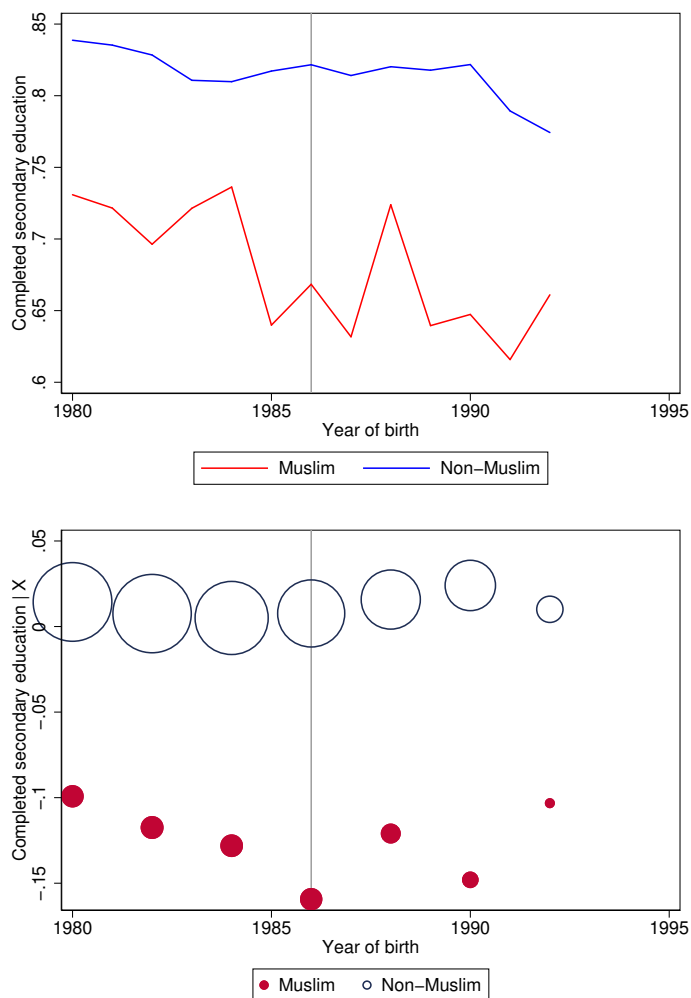 .85
.8
.75
.7
.65
.6
Completed secondary education
1980 1985 1990 1995
Year of birth
Muslim Non−Muslim
.05
0
−.05
−.1
−.15
Completed secondary education | X
1980 1985 1990 1995
Year of birth
Muslim Non−Muslim